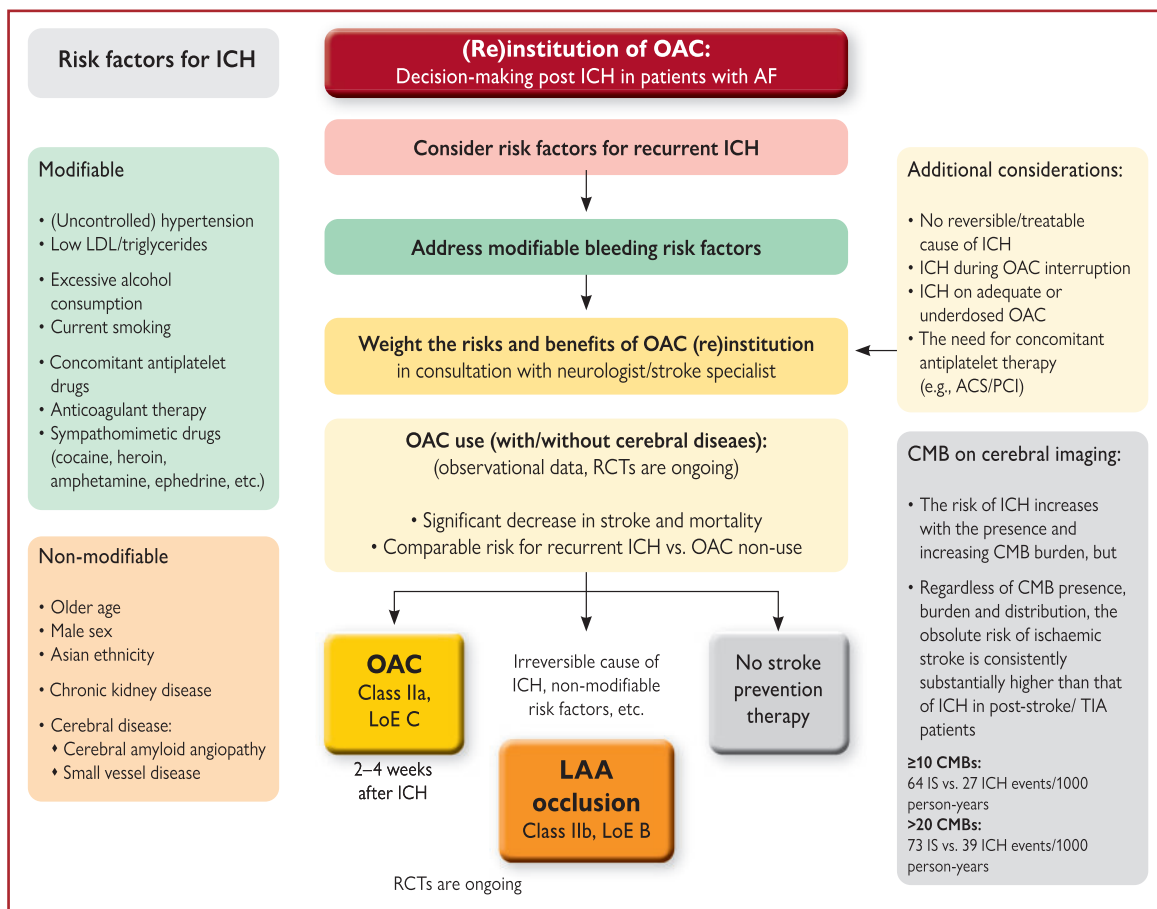 Risk factors for ICH
(Re)institution of OAC:
Decision-making post ICH in patients with AF
Modifiable
• (Uncontrolled) hypertension
• Low LDL/triglycerides
• Excessive alcohol
consumption
• Current smoking
• Concomitant antiplatelet
drugs
• Anticoagulant therapy
• Sympathomimetic drugs
(cocaine, heroin,
amphetamine, ephedrine, etc.)
Non-modifiable
• Older age
• Male sex
• Asian ethnicity
• Chronic kidney disease
• Cerebral disease:
♦ Cerebral amyloid angiopathy
♦ Small vessel disease
Consider risk factors for recurrent ICH
Address modifiable bleeding risk factors
Weight the risks and benefits of OAC (re)institution
in consultation with neurologist/stroke specialist
OAC use (with/without cerebral diseaes):
(observational data, RCTs are ongoing)
• Significant decrease in stroke and mortality
• Comparable risk for recurrent ICH vs. OAC non-use
OAC
Class IIa,
LoE C
2–4 weeks
after ICH
Irreversible cause of
ICH, non-modifiable
risk factors, etc.
LAA
occlusion
Class IIb, LoE B
No stroke
prevention
therapy
RCTs are ongoing
Additional considerations:
• No reversible/treatable
cause of ICH
• ICH during OAC interruption
• ICH on adequate or
underdosed OAC
• The need for concomitant
antiplatelet therapy
(e.g., ACS/PCI)
CMB on cerebral imaging:
• The risk of ICH increases
with the presence and
increasing CMB burden, but
• Regardless of CMB presence,
burden and distribution, the
absolute risk of ischaemic
stroke is consistently
substantially higher than that
of ICH in post-stroke/ TIA
patients
≥10 CMBs:
64 IS vs. 27 ICH events/1000
person-years
>20 CMBs:
73 IS vs. 39 ICH events/1000
person-years